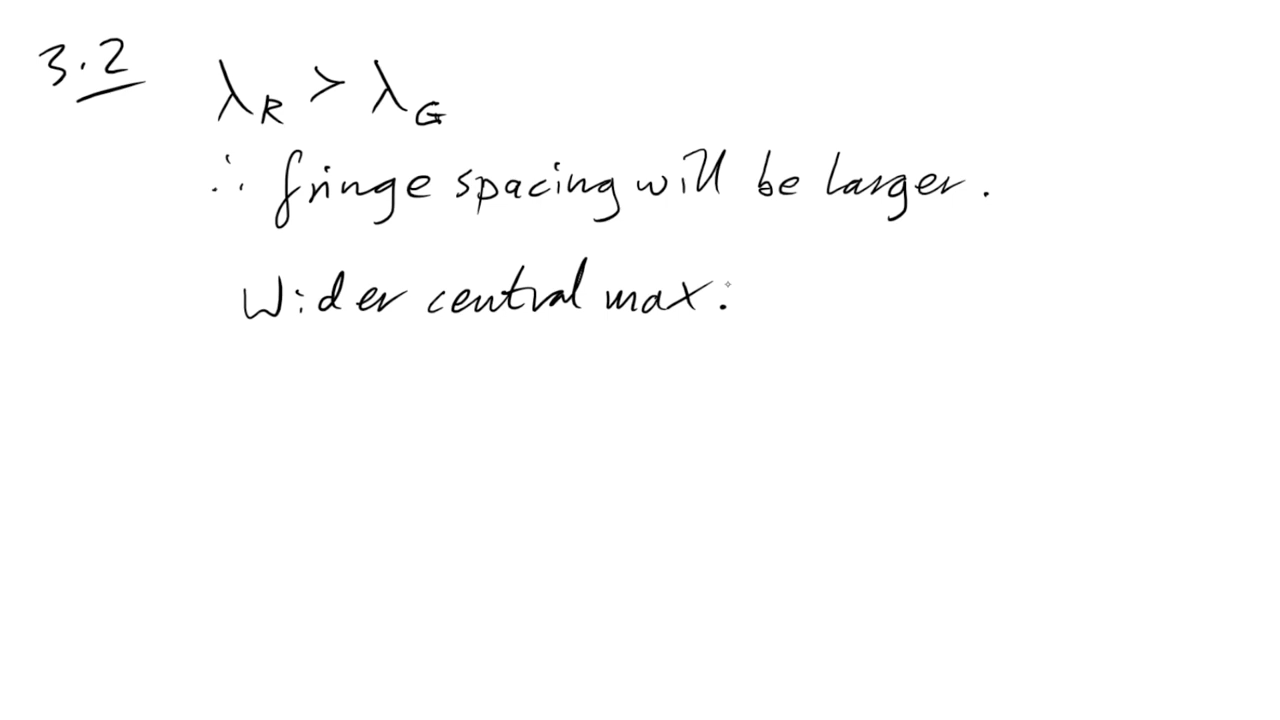 3.2 λR > λG
∴ fringe spacing will be larger.
Wider central max.